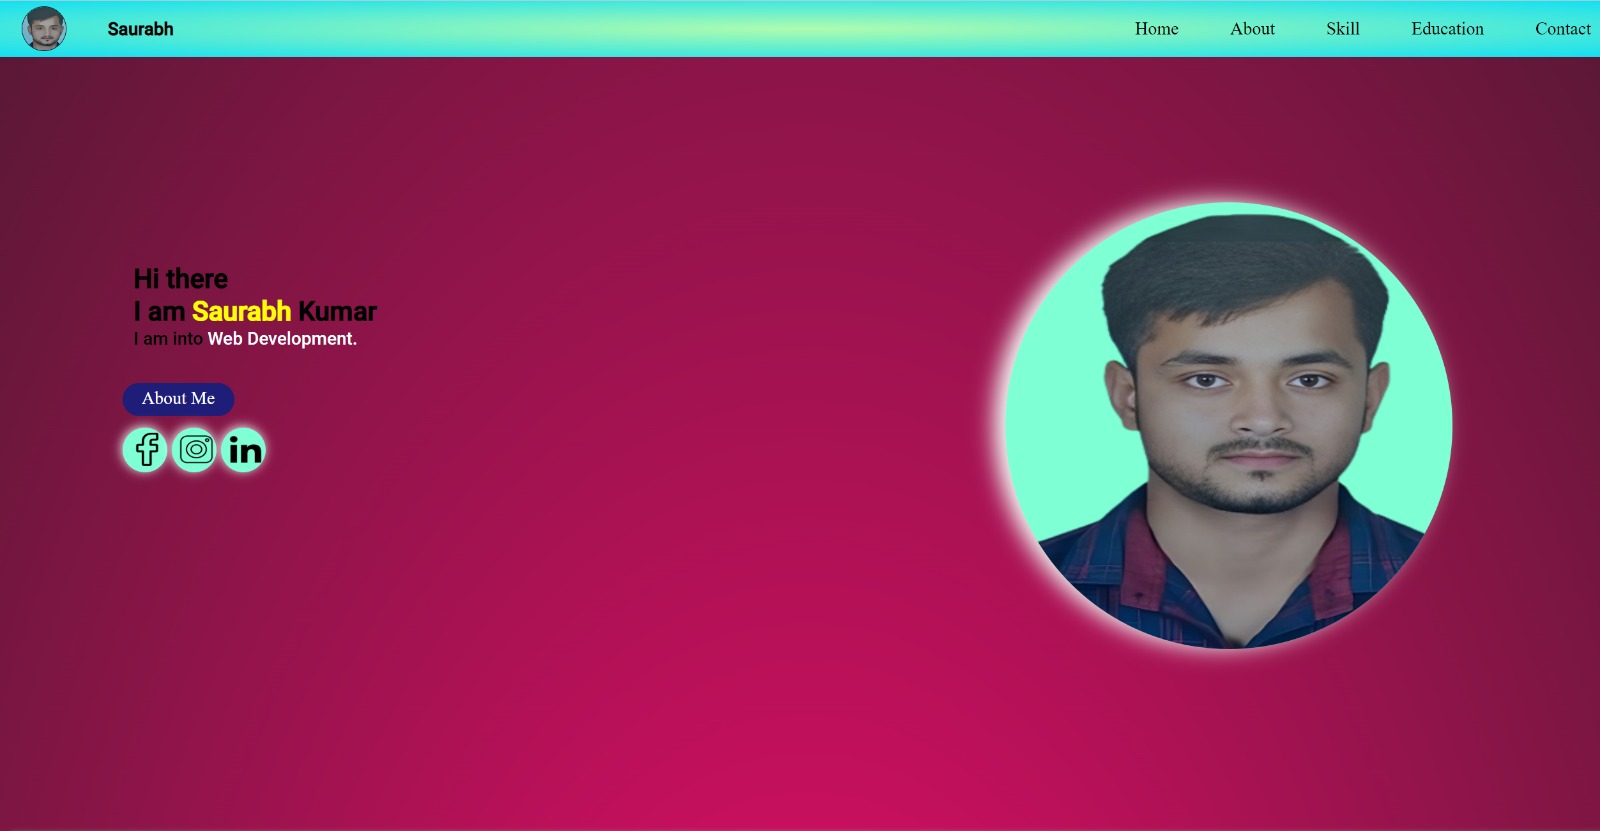 Saurabh
Home About Skill Education Contact
Hi there
I am Saurabh Kumar
I am into Web Development.
About Me
f in